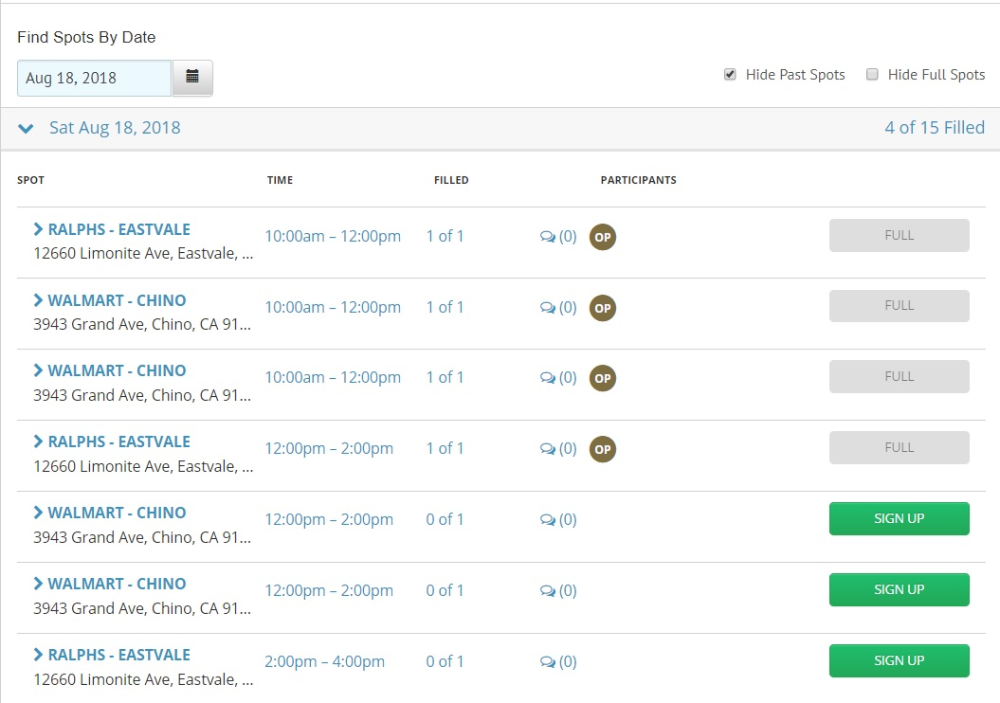 Find Spots By Date
Aug 18, 2018
Hide Past Spots Hide Full Spots
Sat Aug 18, 2018 4 of 15 Filled
SPOT TIME FILLED PARTICIPANTS
RALPHS - EASTVALE 10:00am – 12:00pm 1 of 1 (0) OP FULL
12660 Limonite Ave, Eastvale, ...
WALMART - CHINO 10:00am – 12:00pm 1 of 1 (0) OP FULL
3943 Grand Ave, Chino, CA 91...
WALMART - CHINO 10:00am – 12:00pm 1 of 1 (0) OP FULL
3943 Grand Ave, Chino, CA 91...
RALPHS - EASTVALE 12:00pm – 2:00pm 1 of 1 (0) OP FULL
12660 Limonite Ave, Eastvale, ...
WALMART - CHINO 12:00pm – 2:00pm 0 of 1 (0) SIGN UP
3943 Grand Ave, Chino, CA 91...
WALMART - CHINO 12:00pm – 2:00pm 0 of 1 (0) SIGN UP
3943 Grand Ave, Chino, CA 91...
RALPHS - EASTVALE 2:00pm – 4:00pm 0 of 1 (0) SIGN UP
12660 Limonite Ave, Eastvale, ...